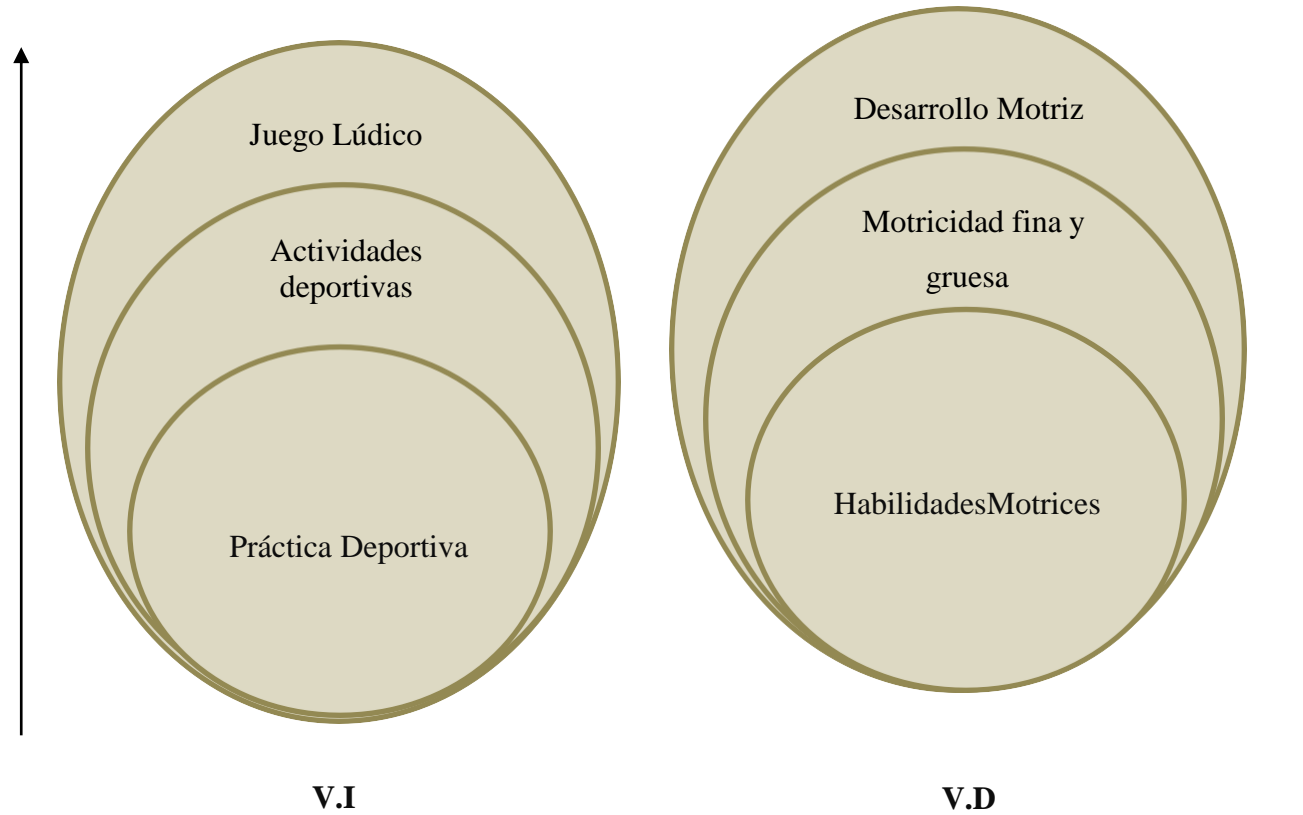 Juego Lúdico
Actividades
deportivas
Práctica Deportiva
V.I
Desarrollo Motriz
Motricidad fina y
gruesa
HabilidadesMotrices
V.D